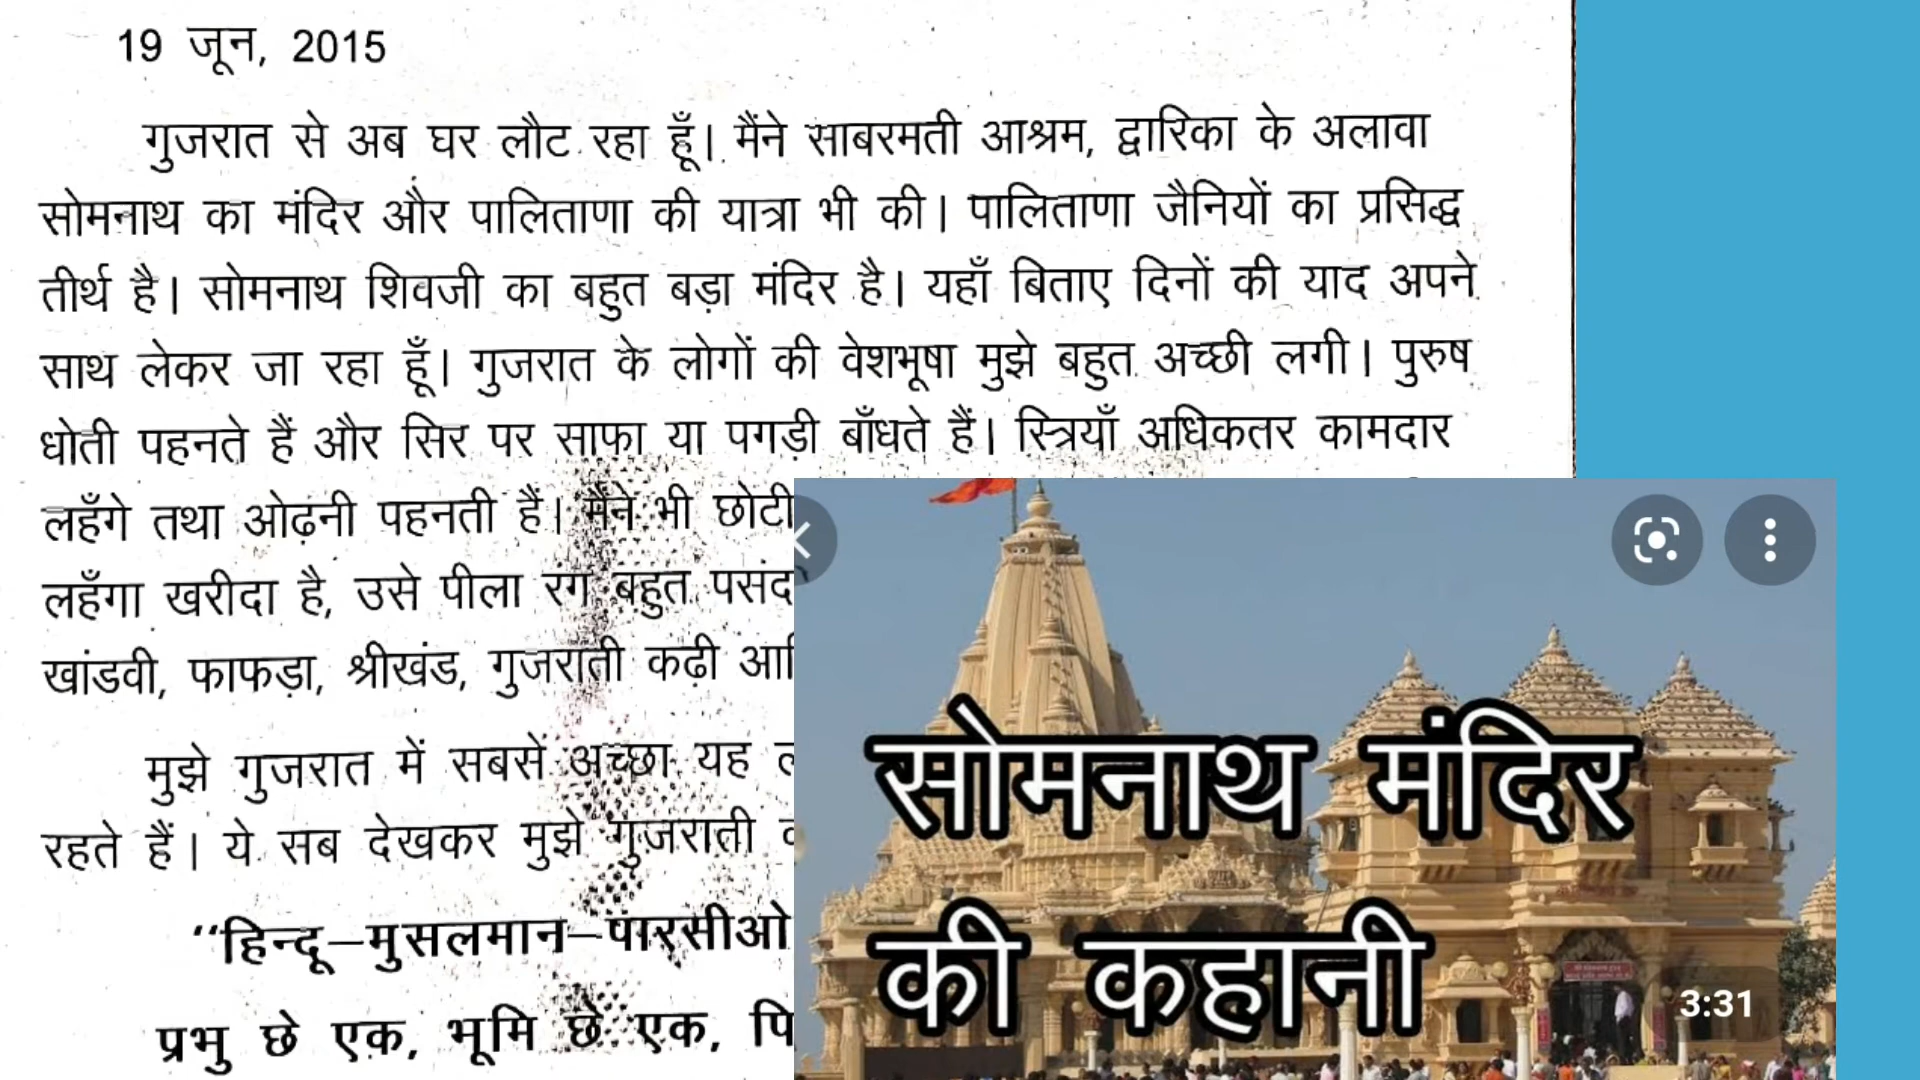 19 जून, 2015
गुजरात से अब घर लौट रहा हूँ। मैंने साबरमती आश्रम, द्वारिका के अलावा
सोमनाथ का मंदिर और पालिताणा की यात्रा भी की। पालिताणा जैनियों का प्रसिद्ध
तीर्थ है। सोमनाथ शिवजी का बहुत बड़ा मंदिर है। यहाँ बिताए दिनों की याद अपने
साथ लेकर जा रहा हूँ। गुजरात के लोगों की वेशभूषा मुझे बहुत अच्छी लगी। पुरुष
धोती पहनते हैं और सिर पर साफा या पगड़ी बाँधते हैं। स्त्रियाँ अधिकतर कामदार
लहँगे तथा ओढ़नी पहनती हैं। मैंने भी छोटी
लहँगा खरीदा है, उसे पीला रंग बहुत पसंद
खांडवी, फाफड़ा, श्रीखंड, गुजराती कढ़ी
मुझे गुजरात में सबसे अच्छा यह
रहते हैं। ये सब देखकर मुझे गुजराती
‘‘हिन्दू–मुसलमान–पारसीओ
प्रभु छे एक, भूमि छे एक,
सोमनाथ मंदिर
की कहानी
3:31